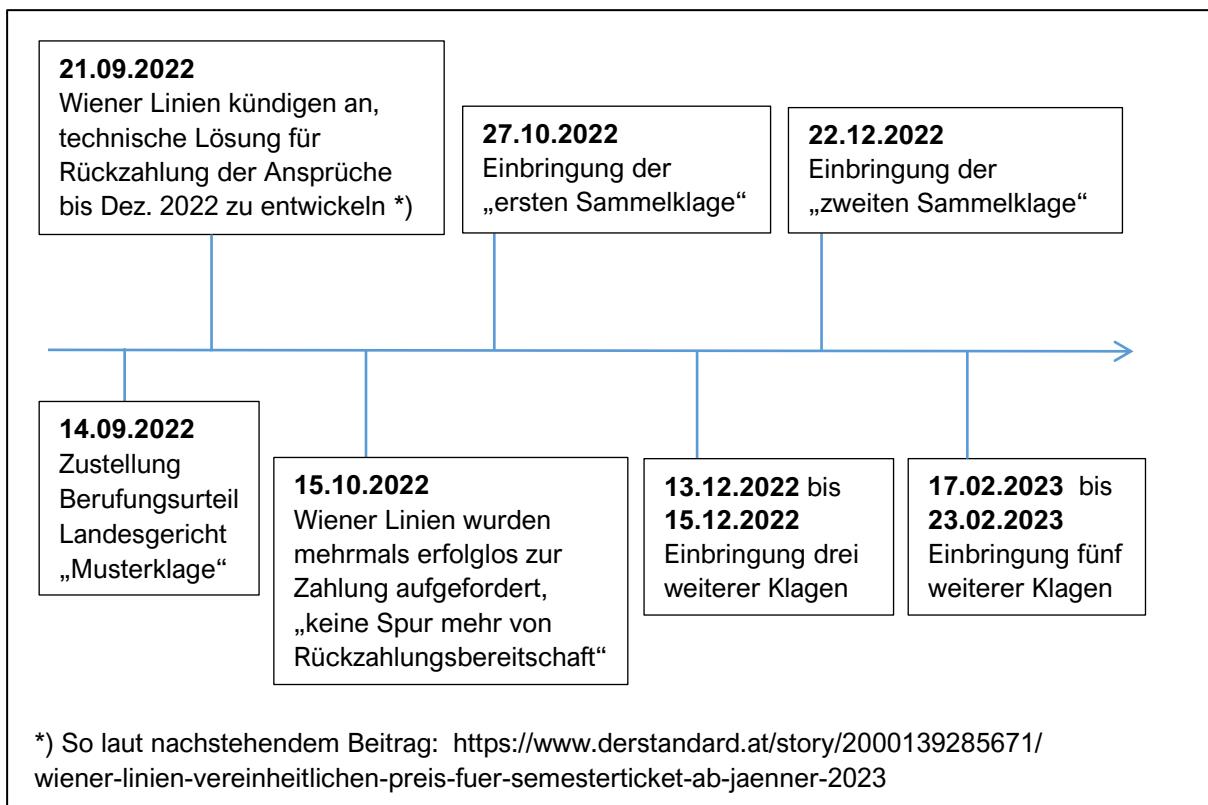 21.09.2022
Wiener Linien kündigen an,
technische Lösung für
Rückzahlung der Ansprüche
bis Dez. 2022 zu entwickeln *)
27.10.2022
Einbringung der
„ersten Sammelklage“
22.12.2022
Einbringung der
„zweiten Sammelklage“
14.09.2022
Zustellung
Berufungsurteil
Landesgericht
„Musterklage“
15.10.2022
Wiener Linien wurden
mehrmals erfolglos zur
Zahlung aufgefordert,
„keine Spur mehr von
Rückzahlungsbereitschaft“
13.12.2022 bis
15.12.2022
Einbringung drei
weiterer Klagen
17.02.2023 bis
23.02.2023
Einbringung fünf
weiterer Klagen
*) So laut nachstehendem Beitrag: https://www.derstandard.at/story/2000139285671/
wiener-linien-vereinheitlichen-preis-fuer-semesterticket-ab-jaenner-2023